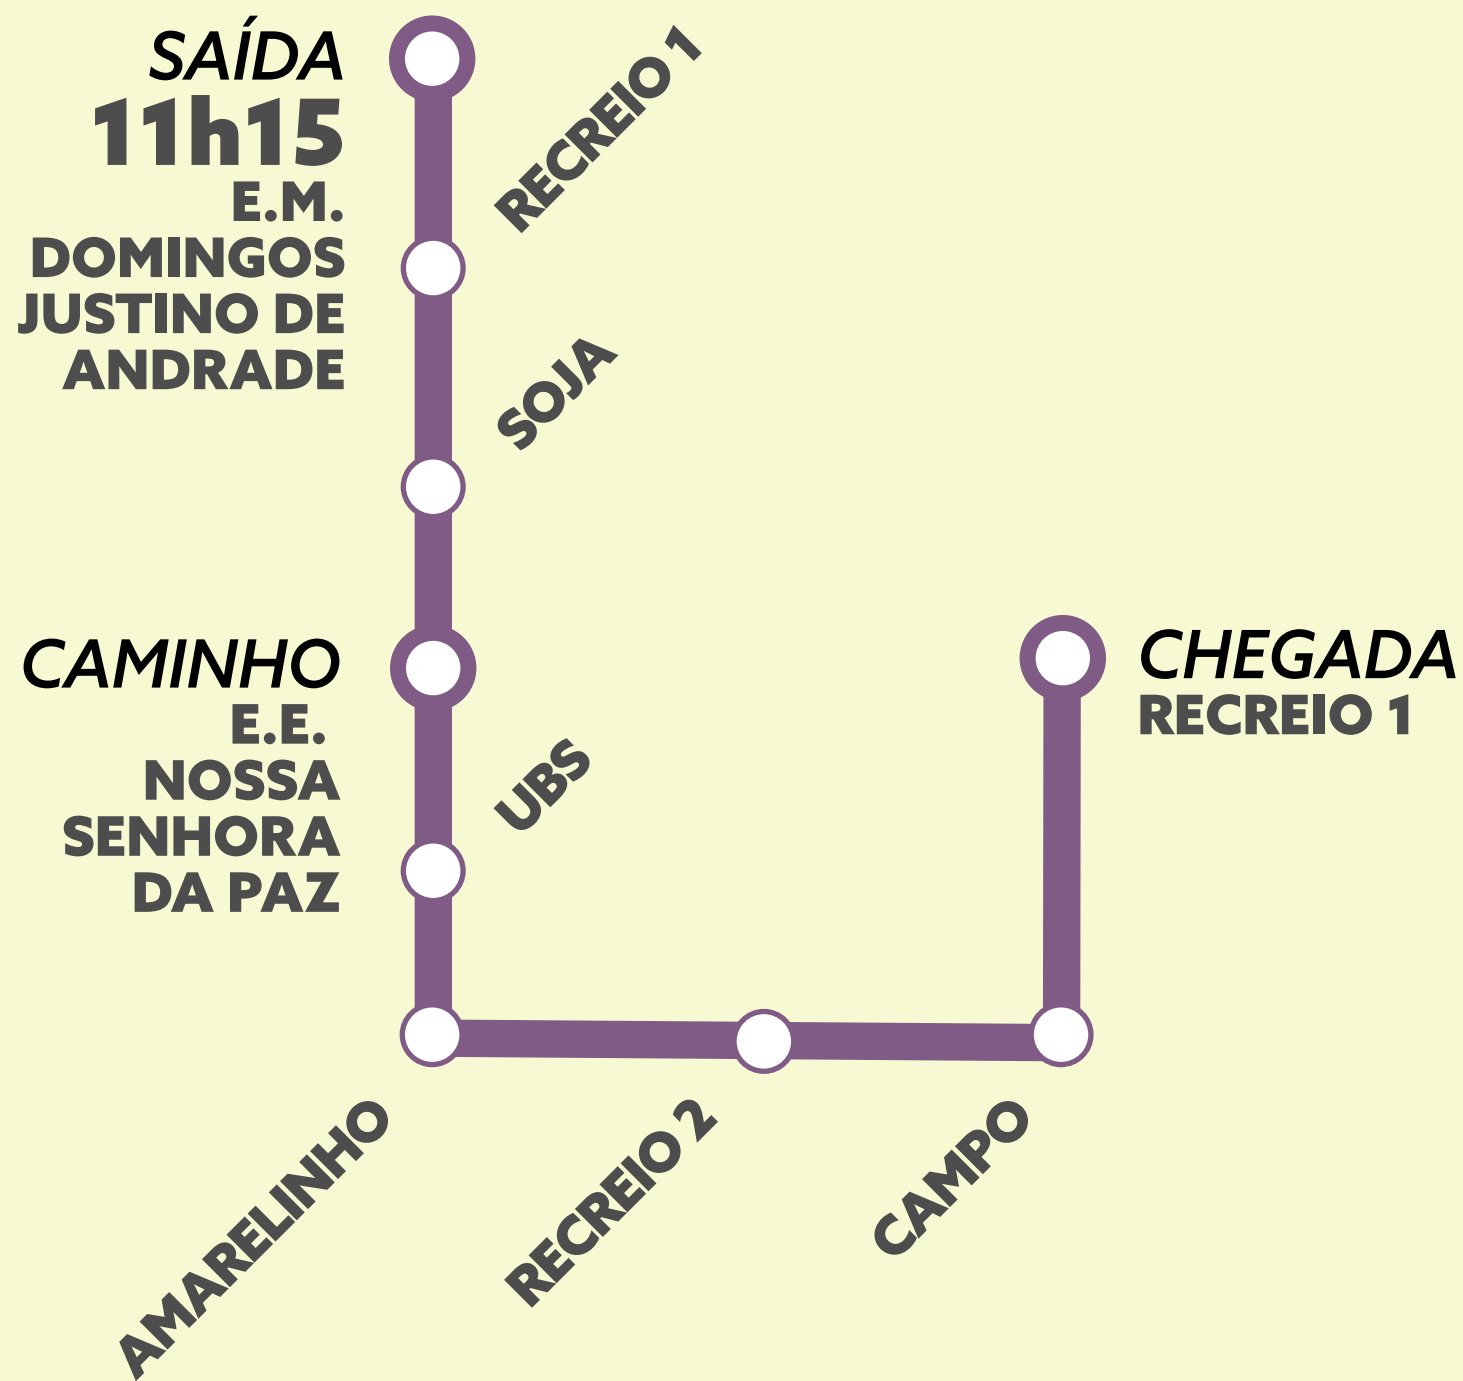 SAÍDA
11h15
E.M.
DOMINGOS
JUSTINO DE
ANDRADE
RECREIO 1
SOJA
CAMINHO
E.E.
NOSSA
SENHORA
DA PAZ
UBS
AMARELINHO
RECREIO 2
CAMPO
CHEGADA
RECREIO 1